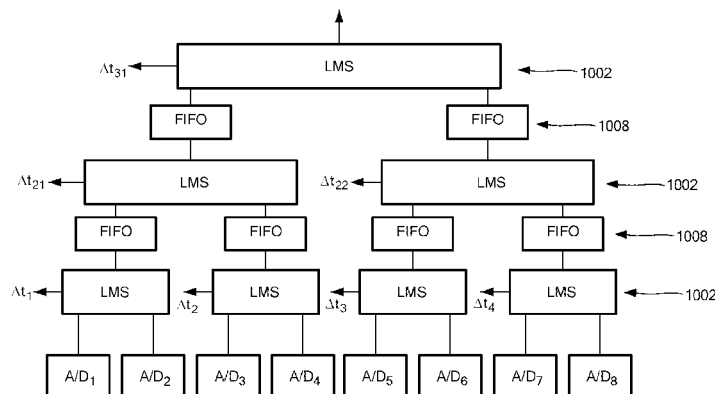 LMS
Δt31
1002
FIFO
FIFO
1008
Δt21
LMS
Δt22
LMS
1002
FIFO
FIFO
FIFO
FIFO
1008
Δt1
LMS
Δt2
LMS
Δt3
LMS
Δt4
LMS
1002
A/D1
A/D2
A/D3
A/D4
A/D5
A/D6
A/D7
A/D8